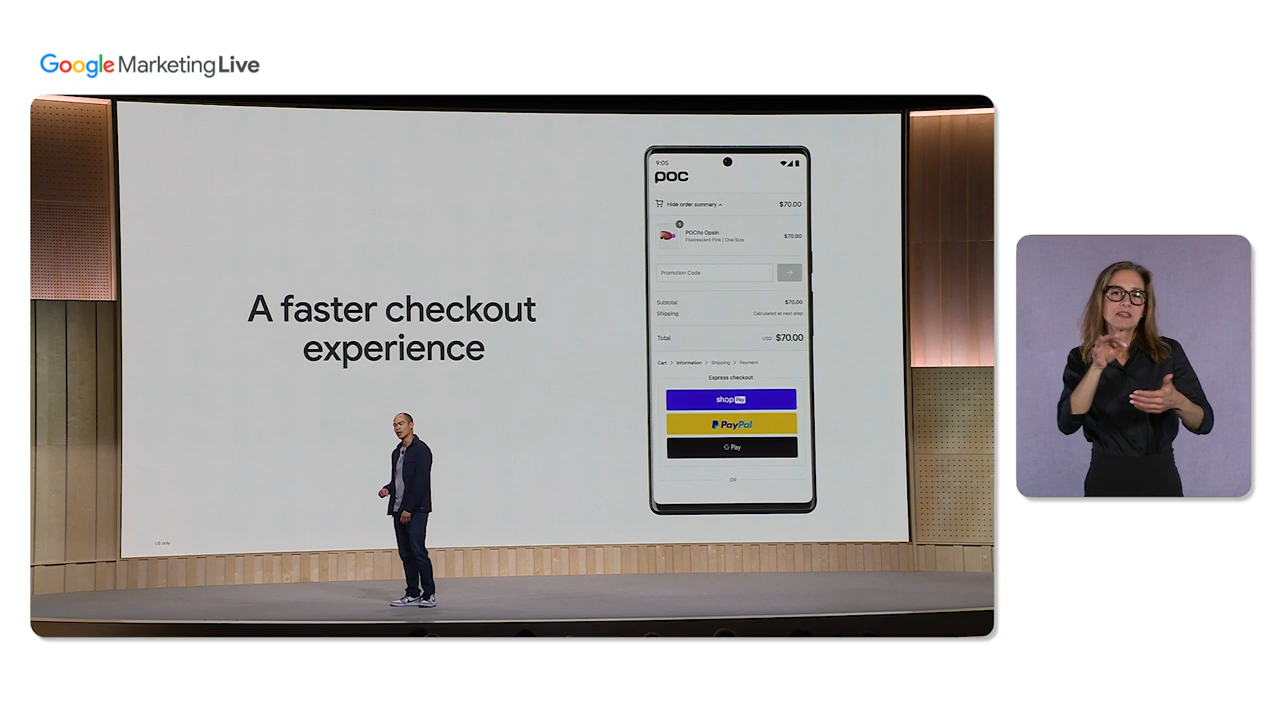 Google Marketing Live
A faster checkout
experience
US only
9:05
POC
Hide order summary
$70.00
1
POCito Opsin
Fluorescent Pink / One Size
$70.00
Promotion Code
Subtotal
$70.00
Shipping
Calculated at next step
Total
USD $70.00
Cart > Information > Shipping > Payment
Express checkout
shop Pay
PayPal
G Pay
OR